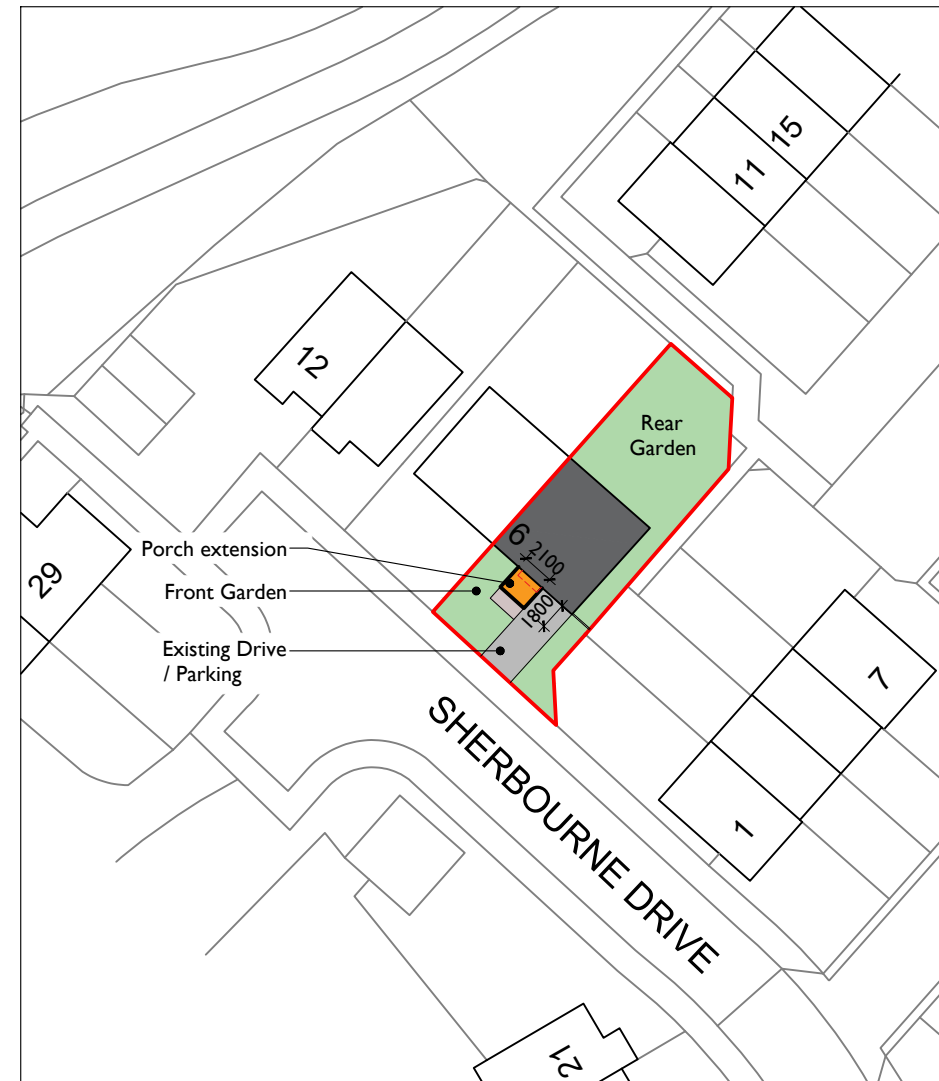 15
11
12
Rear
Garden
6
2100
Porch extension
29
Front Garden
1800
Existing Drive
/ Parking
7
SHERBOURNE DRIVE
1
21